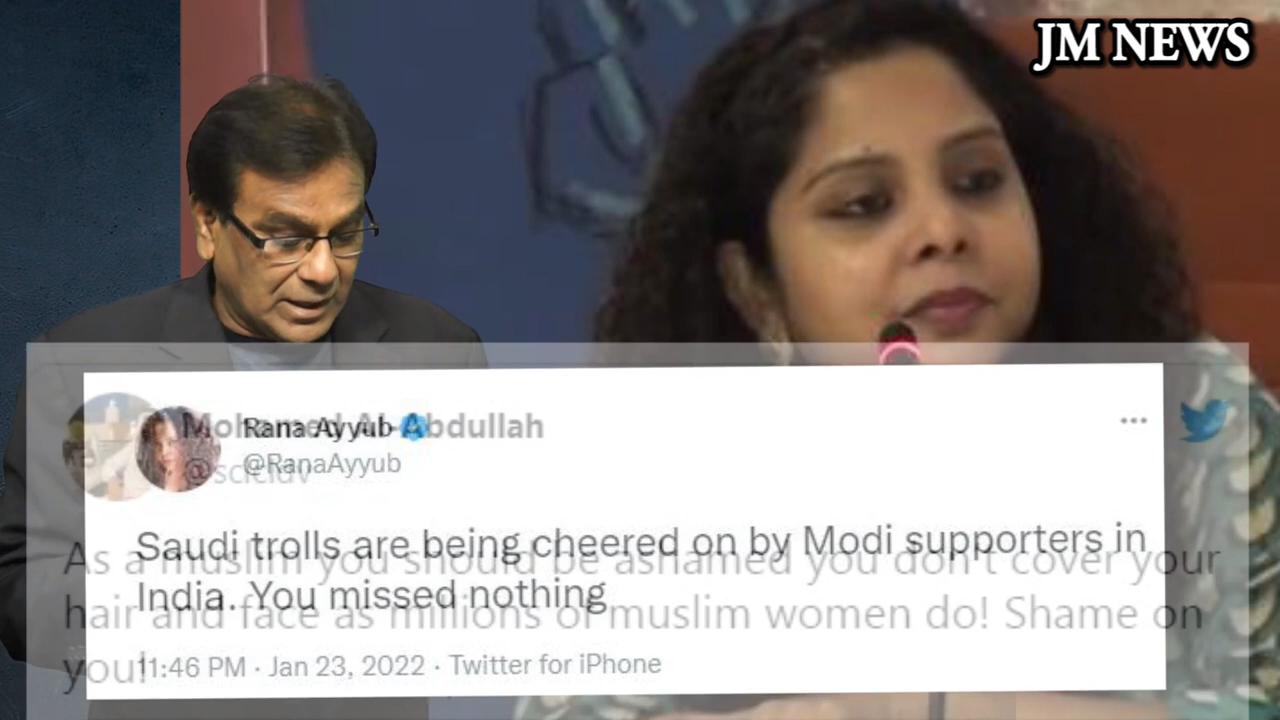 JM NEWS
Mohamed Al-Abdullah
Rana Ayyub
@RanaAyyub
Saudi trolls are being cheered on by Modi supporters in
India. You missed nothing
11:46 PM · Jan 23, 2022 · Twitter for iPhone
As a muslim you should be ashamed you don't cover your
hair and face as millions of muslim women do! Shame on
you!